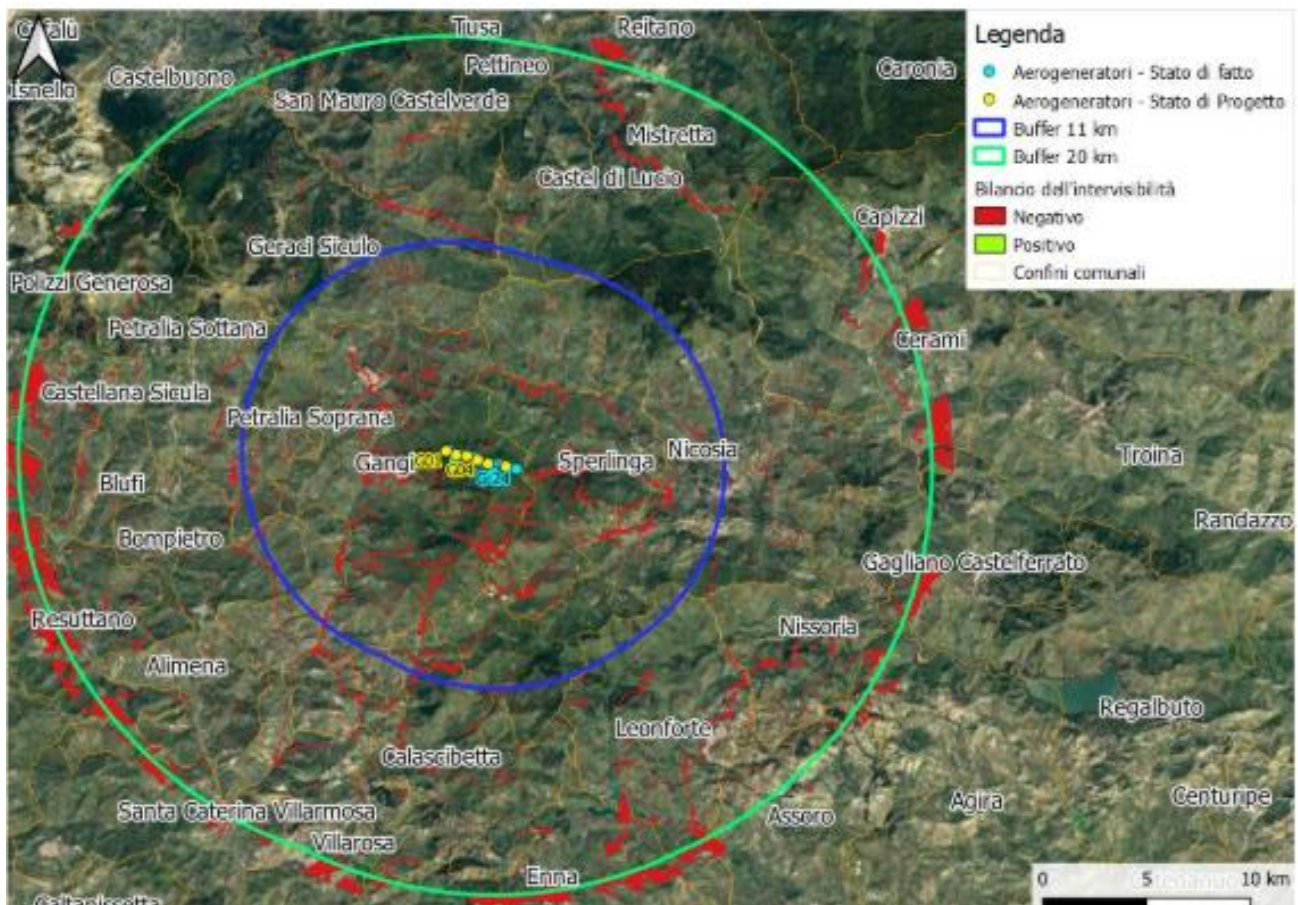 Tusa
Reitano
Castelbuono
Pettineo
Caronia
Isnello
San Mauro Castelverde
Mistretta
Castel di Lucio
Capizzi
Geraci Siculo
Polizzi Generosa
Petralia Sottana
Cerami
Castellana Sicula
Petralia Soprana
Nicosia
Gangi
G01
G04
Sperlinga
Troina
Blufi
Randazzo
Bompietro
Gagliano Castelferrato
Resuttano
Nissoria
Alimena
Regalbuto
Leonforte
Calascibetta
Santa Caterina Villarmosa
Assoro
Agira
Centuripe
Villarosa
Enna
Caltanissetta
Legenda
Aerogeneratori - Stato di fatto
Aerogeneratori - Stato di Progetto
Buffer 11 km
Buffer 20 km
Bilancio dell'intervisibilità
Negativo
Positivo
Confini comunali
0 5 10 km